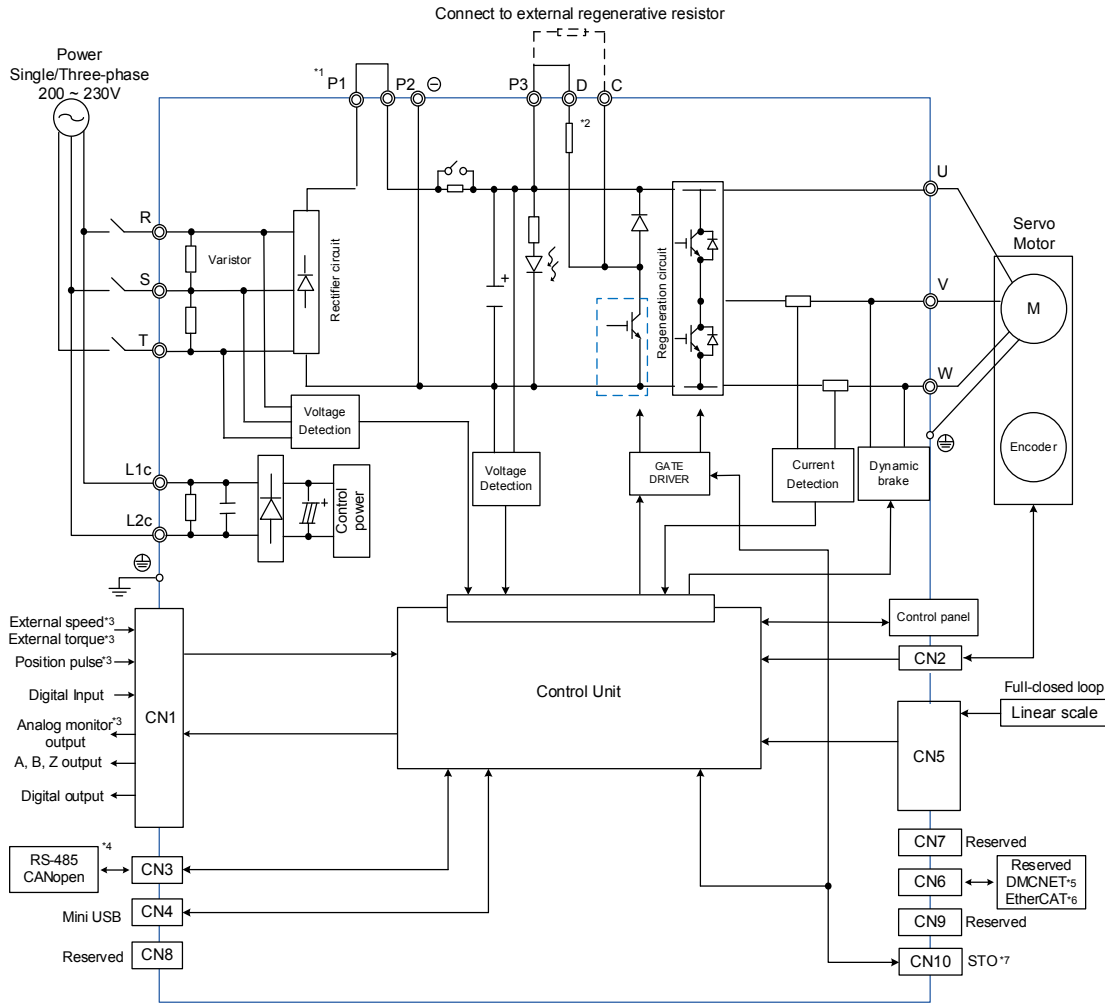 Connect to external regenerative resistor
Power
Single/Three-phase
200 ~ 230V
*1
P1
P2
⊖
P3
D
C
*2
U
Servo
Motor
R
Varistor
Rectifier circuit
S
T
Regeneration circuit
V
M
W
Voltage
Detection
Encoder
L1c
L2c
Control
power
Voltage
Detection
GATE
DRIVER
Current
Detection
Dynamic
brake
External speed*3
External torque*3
Position pulse*3
Digital Input
Analog monitor*3
output
A, B, Z output
Digital output
CN1
Control Unit
Control panel
CN2
Full-closed loop
Linear scale
CN5
RS-485
CANopen
*4
CN3
Mini USB
CN4
Reserved
CN8
CN7
Reserved
CN6
Reserved
DMCNET*5
EtherCAT*6
CN9
Reserved
CN10
STO*7